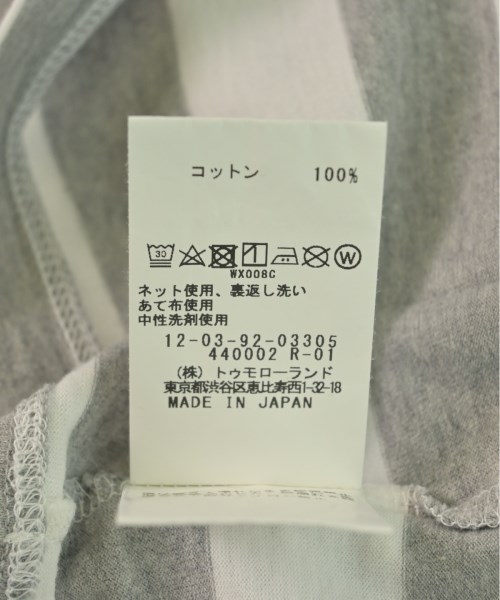 コットン 100%
30 W
WX008C
ネット使用、裏返し洗い
あて布使用
中性洗剤使用
12-03-92-03305
440002 R-01
(株) トゥモローランド
東京都渋谷区恵比寿西1-32-18
MADE IN JAPAN